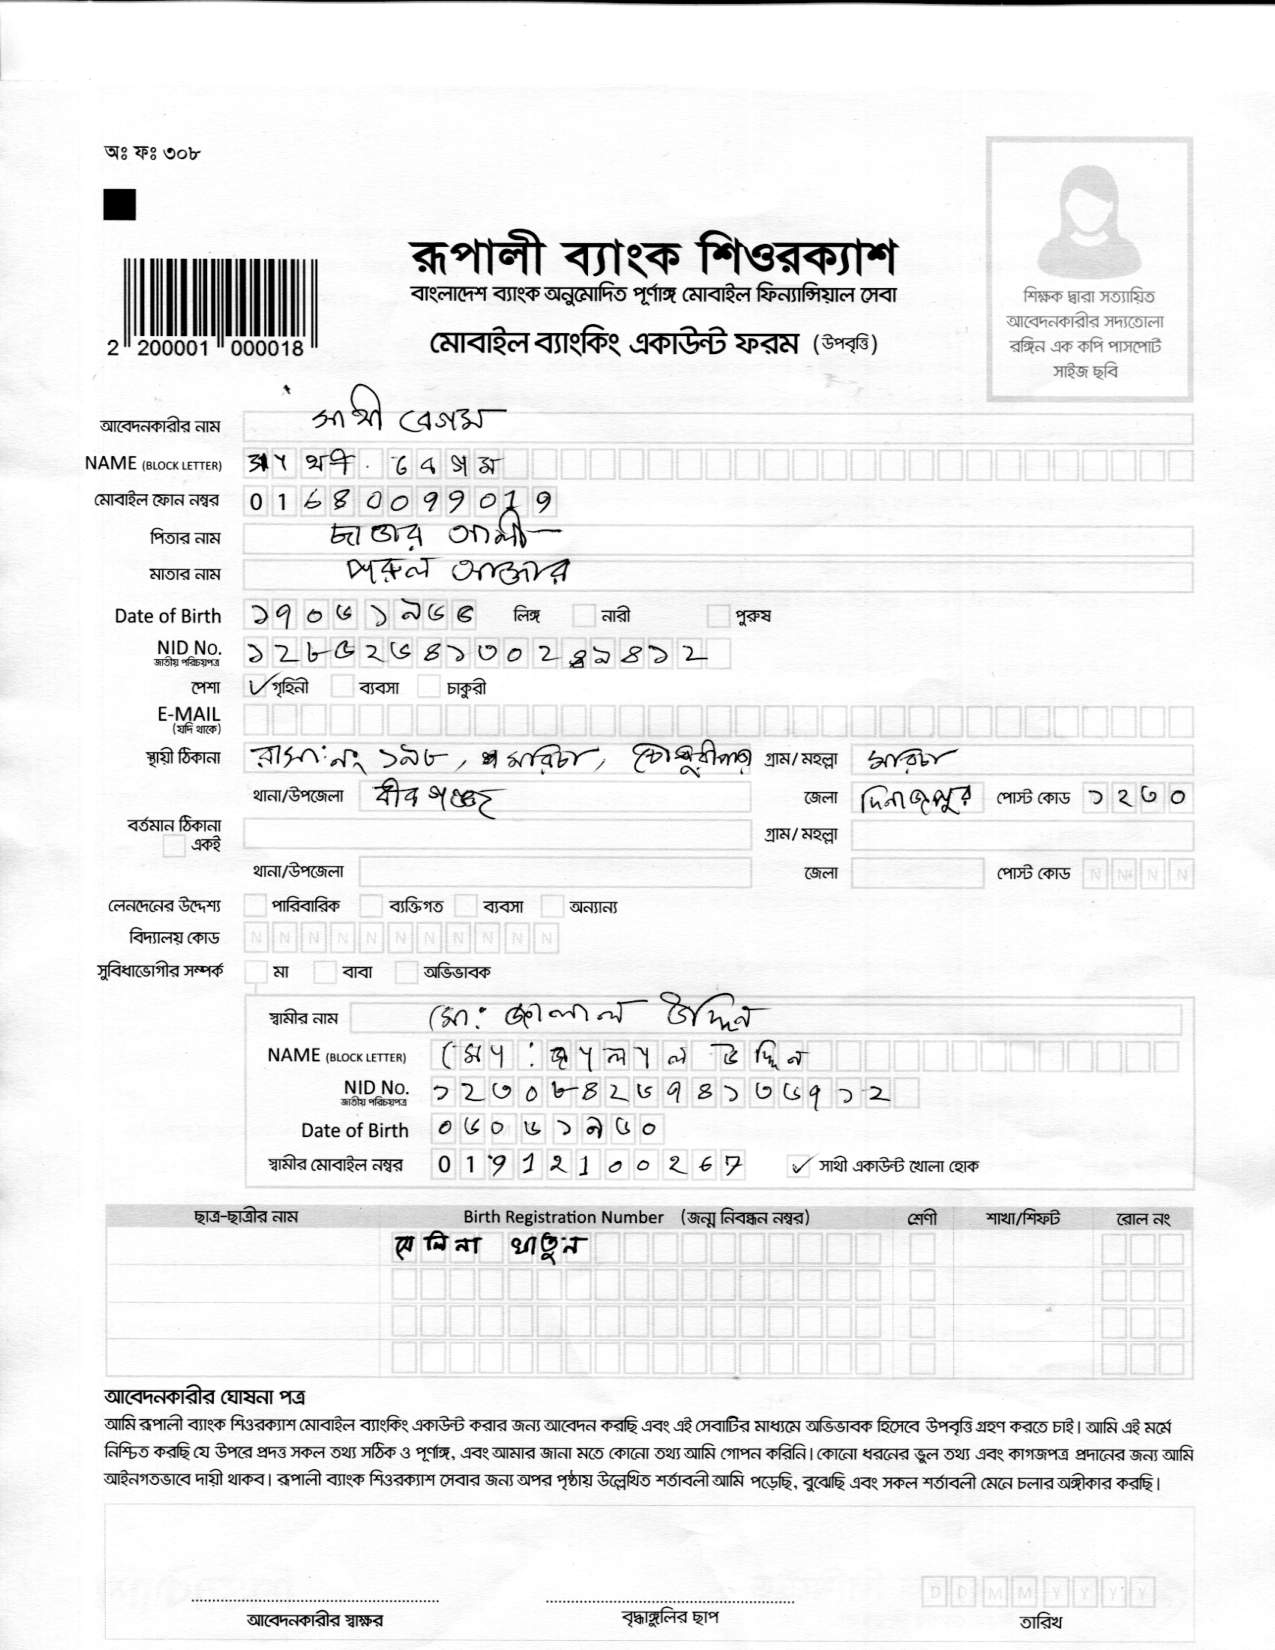 অঃ ফঃ ৩০৮
রূপালী ব্যাংক শিওরক্যাশ
বাংলাদেশ ব্যাংক অনুমোদিত পূর্ণাঙ্গ মোবাইল ফিন্যান্সিয়াল সেবা
মোবাইল ব্যাংকিং একাউন্ট ফরম (উপবৃত্তি)
2 200001 000018
শিক্ষক দ্বারা সত্যায়িত
আবেদনকারীর সদ্যতোলা
রঙ্গিন এক কপি পাসপোর্ট
সাইজ ছবি
আবেদনকারীর নাম সাথী বেগম
NAME (BLOCK LETTER) সাথী বেগম
মোবাইল ফোন নম্বর 01680099019
পিতার নাম আলী
মাতার নাম আক্তার
Date of Birth ১৭০৬১৯৬৬ লিঙ্গ নারী পুরুষ
NID No.
জাতীয় পরিচয়পত্র
পেশা গৃহিনী ব্যবসা চাকুরী
E-MAIL
(যদি থাকে)
স্থায়ী ঠিকানা বাসা: নং ১৯৮, মরিচা, চৌধুরীপাড়া গ্রাম/মহল্লা মরিচা
থানা/উপজেলা বীরগঞ্জ জেলা দিনাজপুর পোস্ট কোড ১২৩০
বর্তমান ঠিকানা গ্রাম/মহল্লা
একই
থানা/উপজেলা জেলা পোস্ট কোড N N N N
লেনদেনের উদ্দেশ্য পারিবারিক ব্যক্তিগত ব্যবসা অন্যান্য
বিদ্যালয় কোড N N N N N N N N N N N
সুবিধাভোগীর সম্পর্ক মা বাবা অভিভাবক
স্বামীর নাম মো: জালাল উদ্দিন
NAME (BLOCK LETTER) মো: জালাল উদ্দিন
NID No. ১২৩০৮৪২৬৭৪১৩৬৭১২
জাতীয় পরিচয়পত্র
Date of Birth ০৬০৬১৯৬০
স্বামীর মোবাইল নম্বর 01912100267 সাথী একাউন্ট খোলা হোক
ছাত্র-ছাত্রীর নাম Birth Registration Number (জন্ম নিবন্ধন নম্বর) শ্রেণী শাখা/শিফট রোল নং
খাতুন
আবেদনকারীর ঘোষনা পত্র
আমি রূপালী ব্যাংক শিওরক্যাশ মোবাইল ব্যাংকিং একাউন্ট করার জন্য আবেদন করছি এবং এই সেবাটির মাধ্যমে অভিভাবক হিসেবে উপবৃত্তি গ্রহণ করতে চাই। আমি এই মর্মে
নিশ্চিত করছি যে উপরে প্রদত্ত সকল তথ্য সঠিক ও পূর্ণাঙ্গ, এবং আমার জানা মতে কোনো তথ্য আমি গোপন করিনি। কোনো ধরনের ভুল তথ্য এবং কাগজপত্র প্রদানের জন্য আমি
আইনগতভাবে দায়ী থাকব। রূপালী ব্যাংক শিওরক্যাশ সেবার জন্য অপর পৃষ্ঠায় উল্লেখিত শর্তাবলী আমি পড়েছি, বুঝেছি এবং সকল শর্তাবলী মেনে চলার অঙ্গীকার করছি।
D D M M Y Y Y Y
আবেদনকারীর স্বাক্ষর বৃদ্ধাঙ্গুলির ছাপ তারিখ